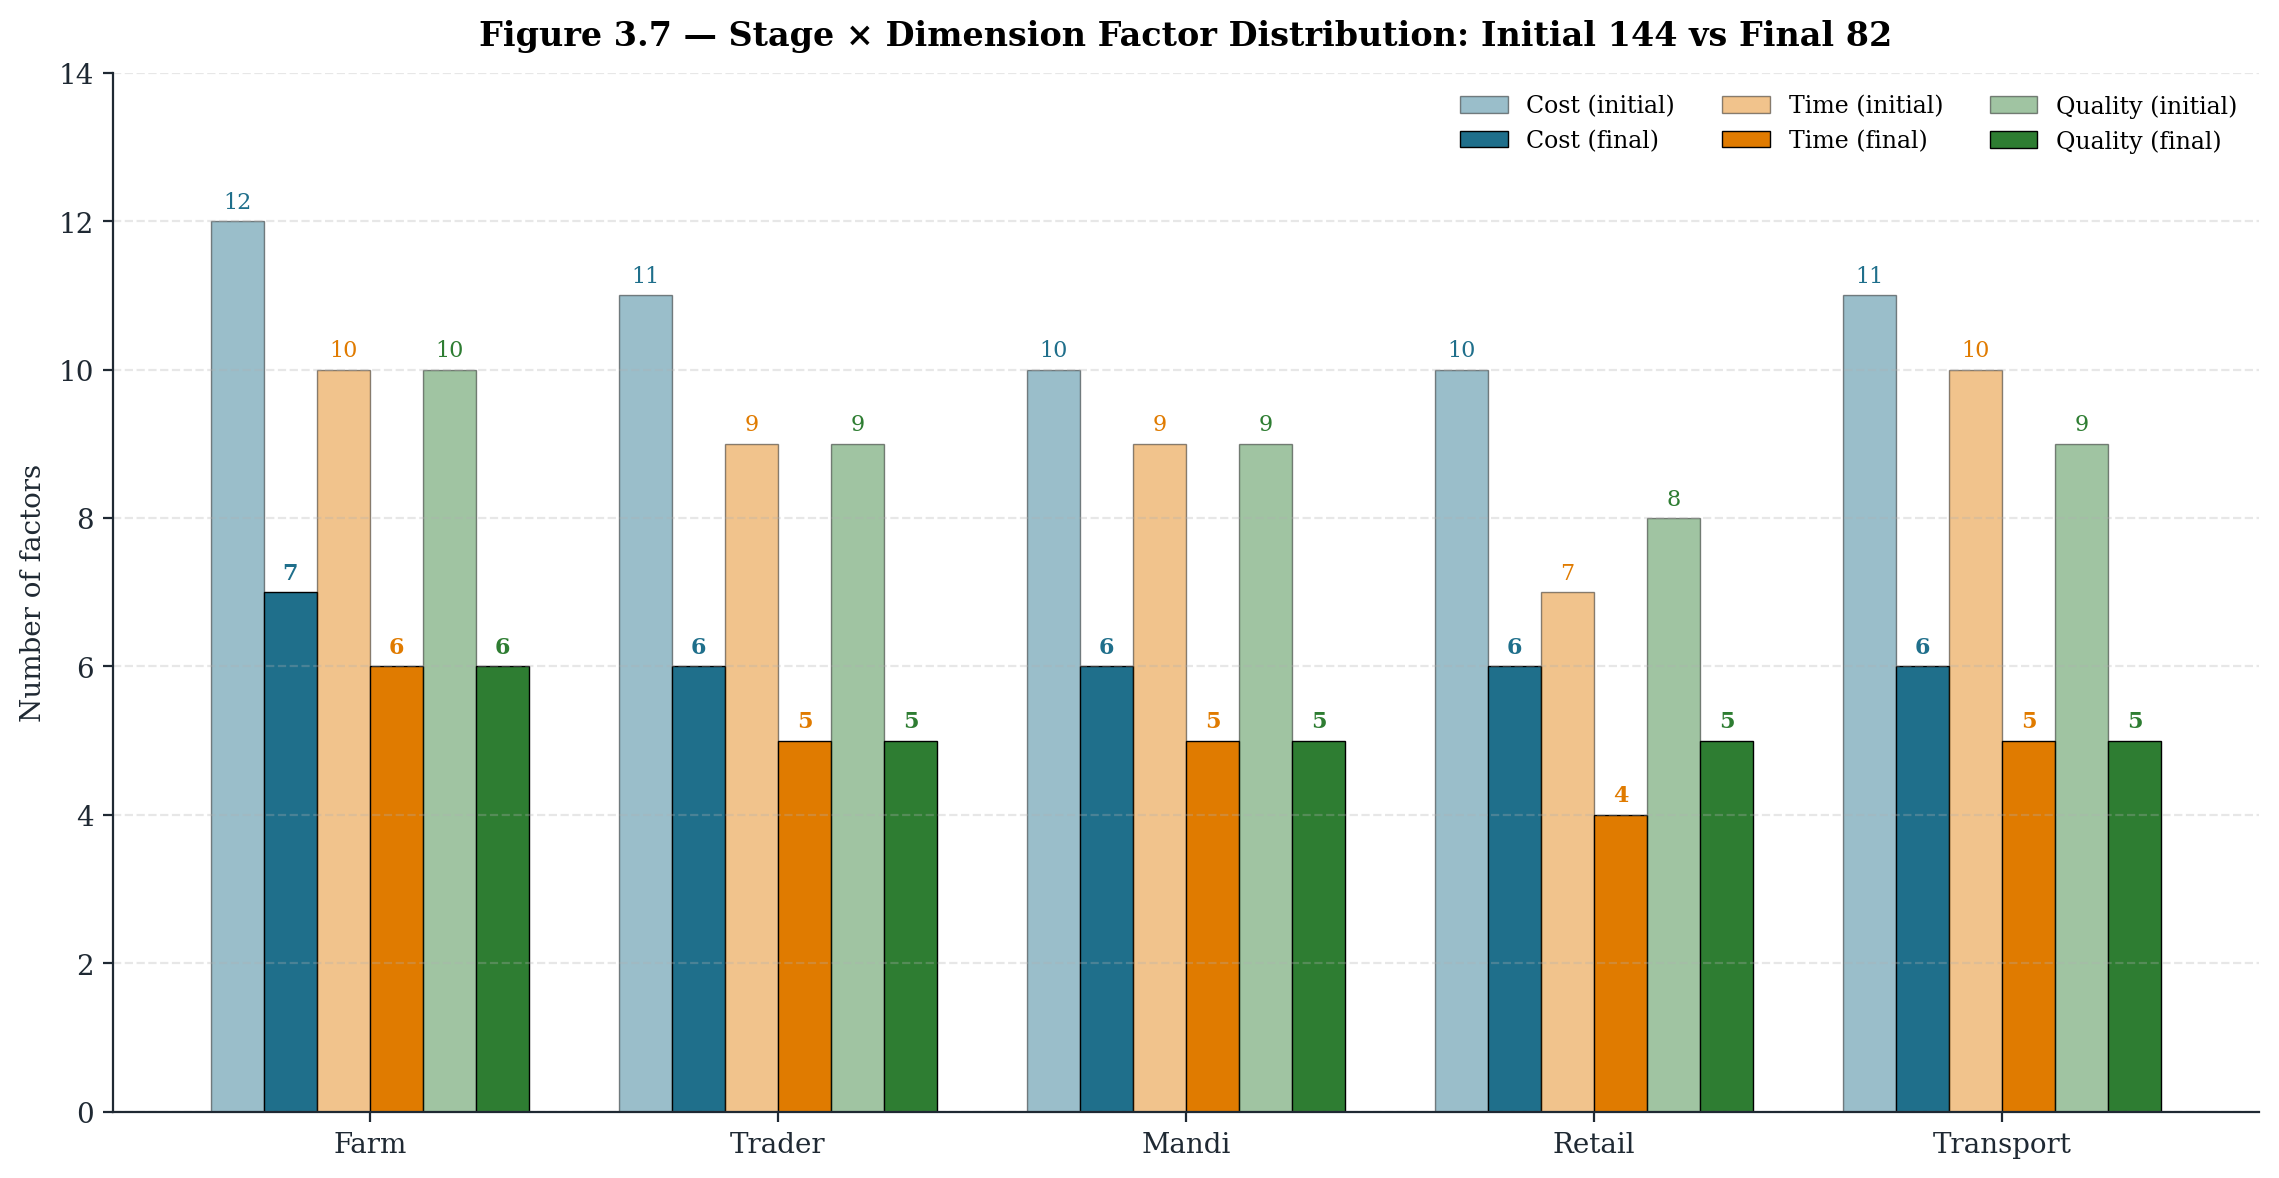 Figure 3.7 — Stage × Dimension Factor Distribution: Initial 144 vs Final 82
Cost (initial) Time (initial) Quality (initial)
Cost (final) Time (final) Quality (final)
Number of factors
14
12
10
8
6
4
2
0
12 7 10 6 10 6
11 6 9 5 9 5
10 6 9 5 9 5
10 6 7 4 8 5
11 6 10 5 9 5
Farm Trader Mandi Retail Transport